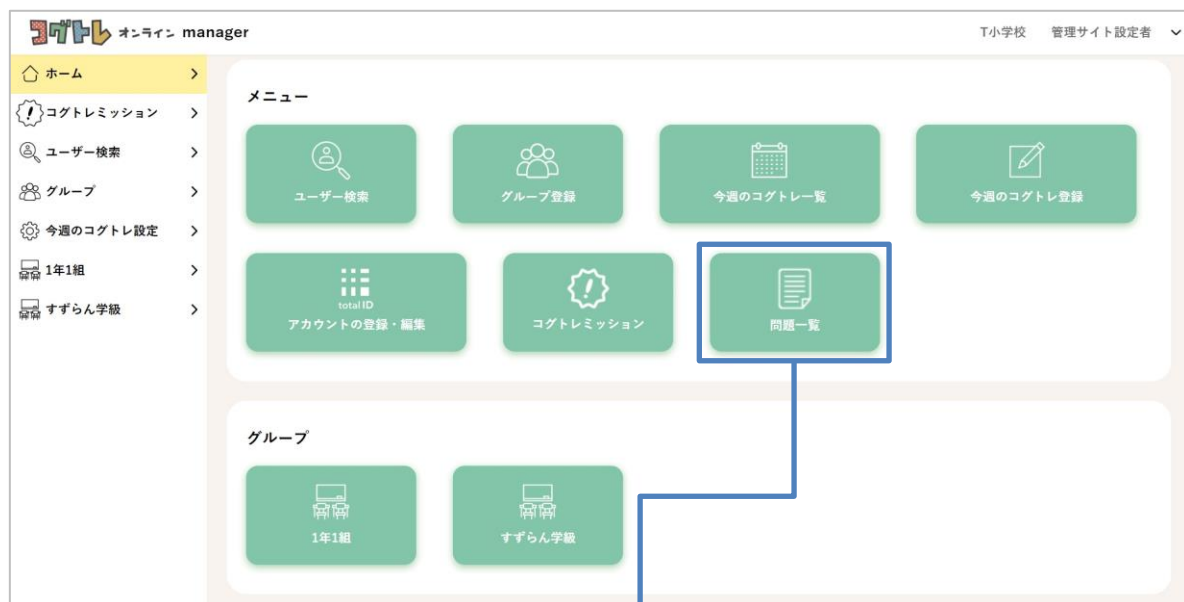 コグトレ オンライン manager
T小学校 管理サイト設定者
ホーム
コグトレミッション
ユーザー検索
グループ
今週のコグトレ設定
1年1組
すずらん学級
メニュー
ユーザー検索
グループ登録
今週のコグトレ一覧
今週のコグトレ登録
total ID
アカウントの登録・編集
コグトレミッション
問題一覧
グループ
1年1組
すずらん学級